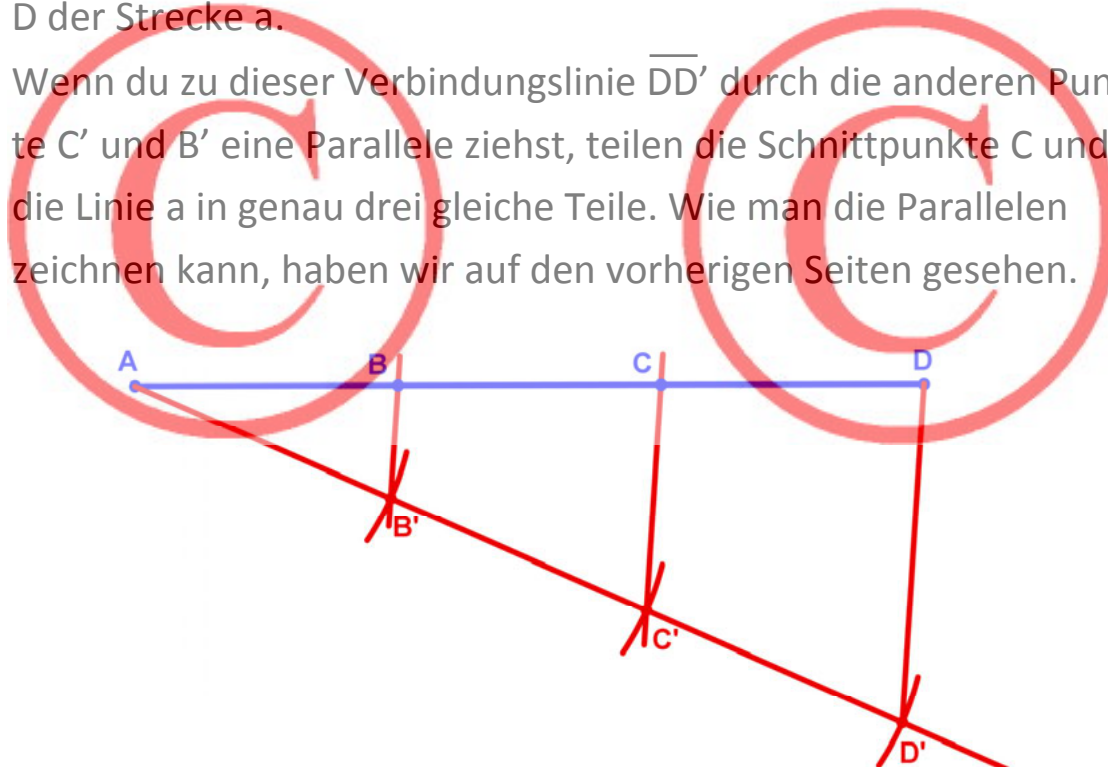 D der Strecke a.
Wenn du zu dieser Verbindungslinie D̅D̅’ durch die anderen Pun
te C’ und B’ eine Parallele ziehst, teilen die Schnittpunkte C und
die Linie a in genau drei gleiche Teile. Wie man die Parallelen
zeichnen kann, haben wir auf den vorherigen Seiten gesehen.
C C
A B C D
B'
C'
D'